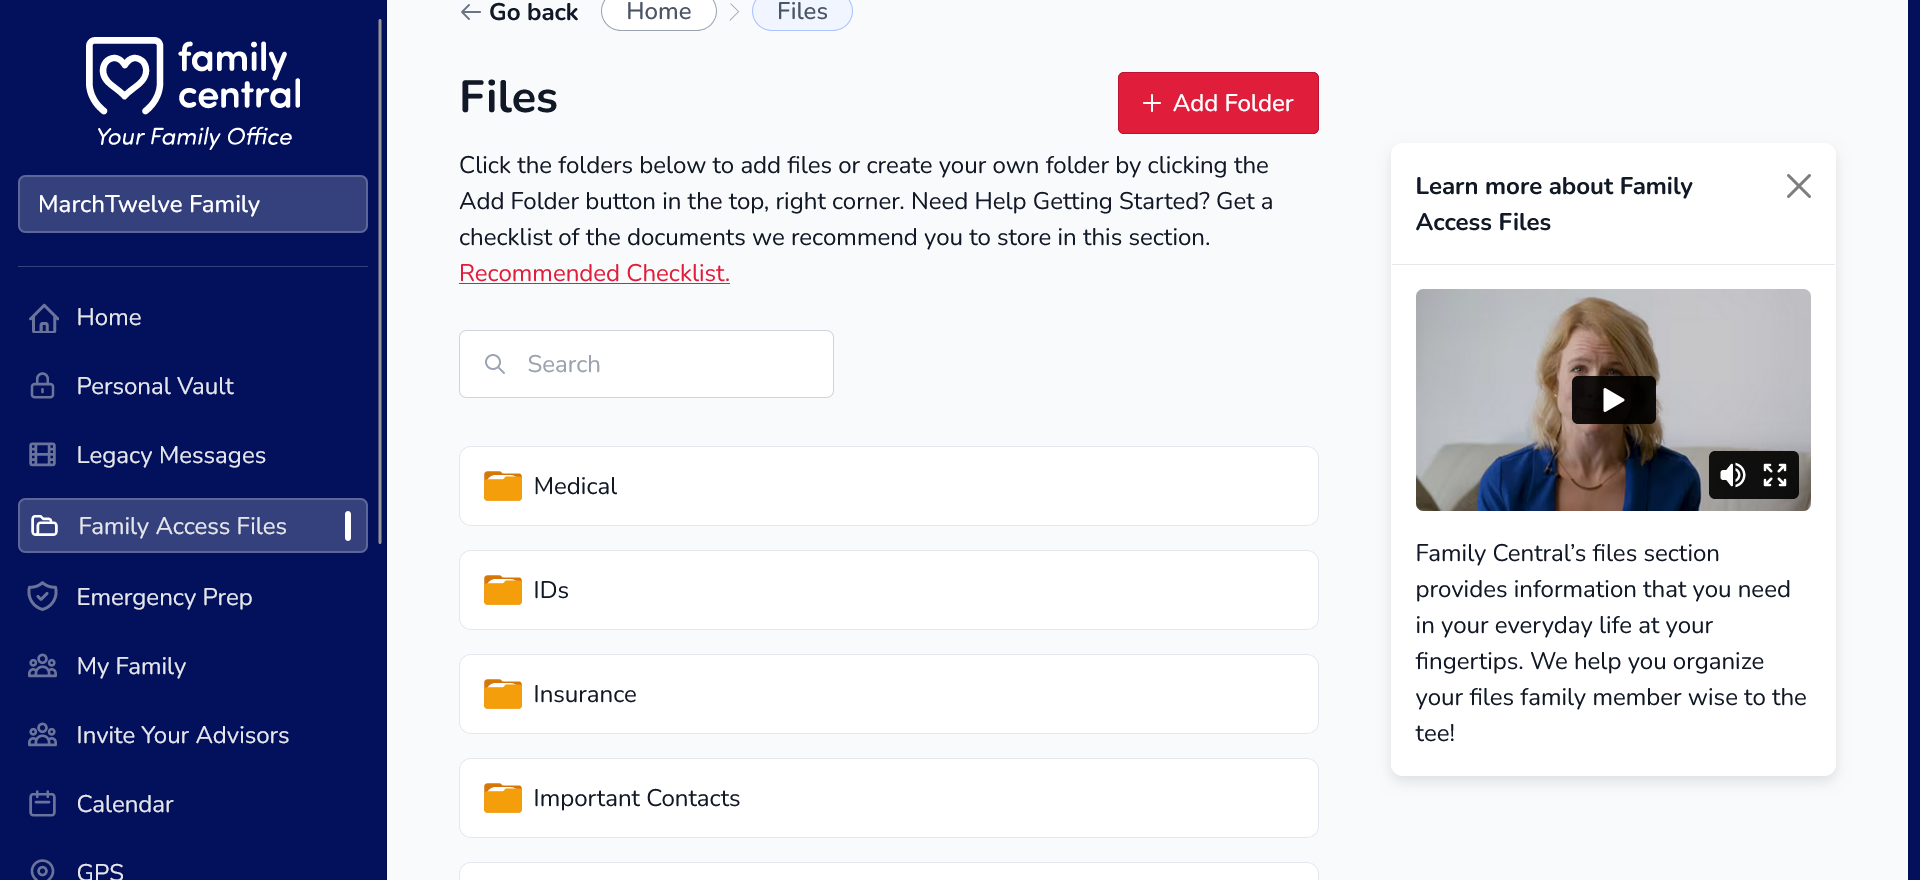 family
central
Your Family Office
MarchTwelve Family
Home
Personal Vault
Legacy Messages
Family Access Files
Emergency Prep
My Family
Invite Your Advisors
Calendar
GPS
Go back
Home
Files
Files
Add Folder
Click the folders below to add files or create your own folder by clicking the
Add Folder button in the top, right corner. Need Help Getting Started? Get a
checklist of the documents we recommend you to store in this section.
Recommended Checklist.
Search
Medical
IDs
Insurance
Important Contacts
Learn more about Family
Access Files
Family Central’s files section
provides information that you need
in your everyday life at your
fingertips. We help you organize
your files family member wise to the
tee!